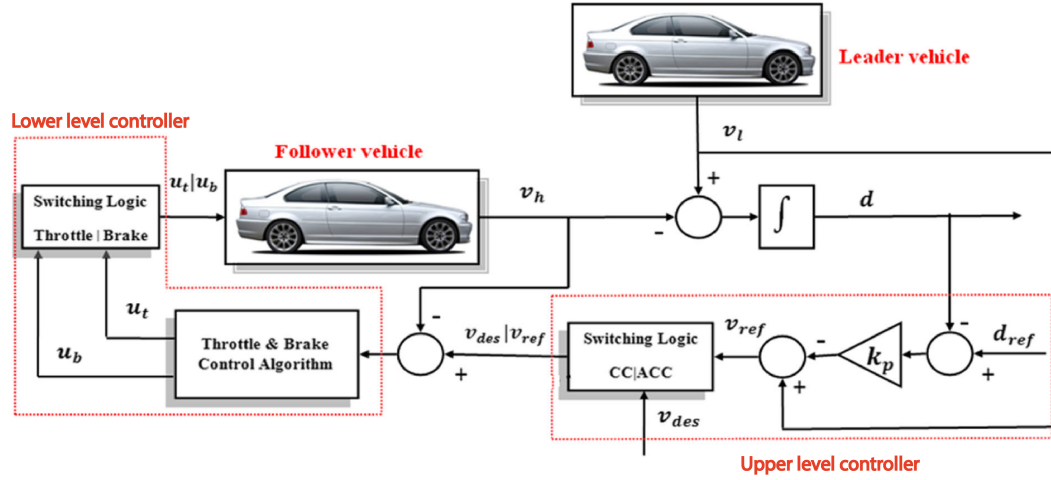 Leader vehicle
v_l
Lower level controller
Follower vehicle
u_t|u_b
v_h
+
-
∫
d
Switching Logic
Throttle | Brake
u_t
u_b
Throttle & Brake
Control Algorithm
-
+
v_des|v_ref
Switching Logic
CC|ACC
v_des
v_ref
-
+
k_p
-
+
d_ref
Upper level controller